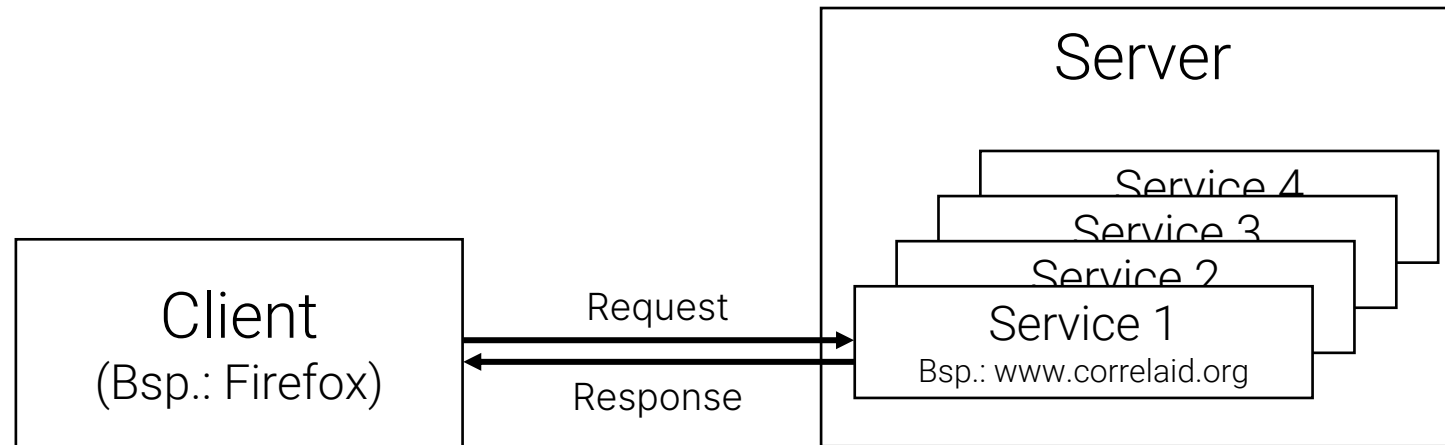 Server
Service 4
Service 3
Service 2
Service 1
Bsp.: www.correlaid.org
Client
(Bsp.: Firefox)
Request
Response